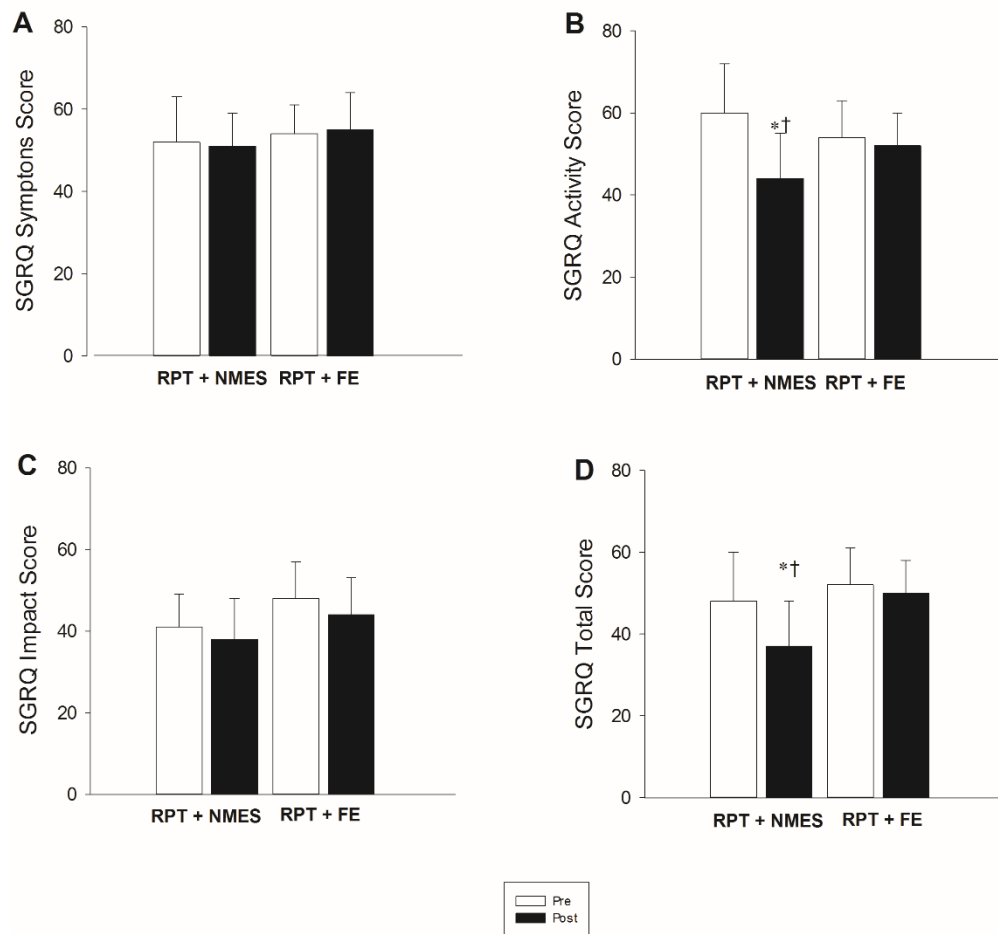 A
SGRQ Symptons Score
80
60
40
20
0
RPT + NMES RPT + FE
B
SGRQ Activity Score
80
60
40
20
0
*†
RPT + NMES RPT + FE
C
SGRQ Impact Score
80
60
40
20
0
RPT + NMES RPT + FE
D
SGRQ Total Score
80
60
40
20
0
*†
RPT + NMES RPT + FE
Pre
Post